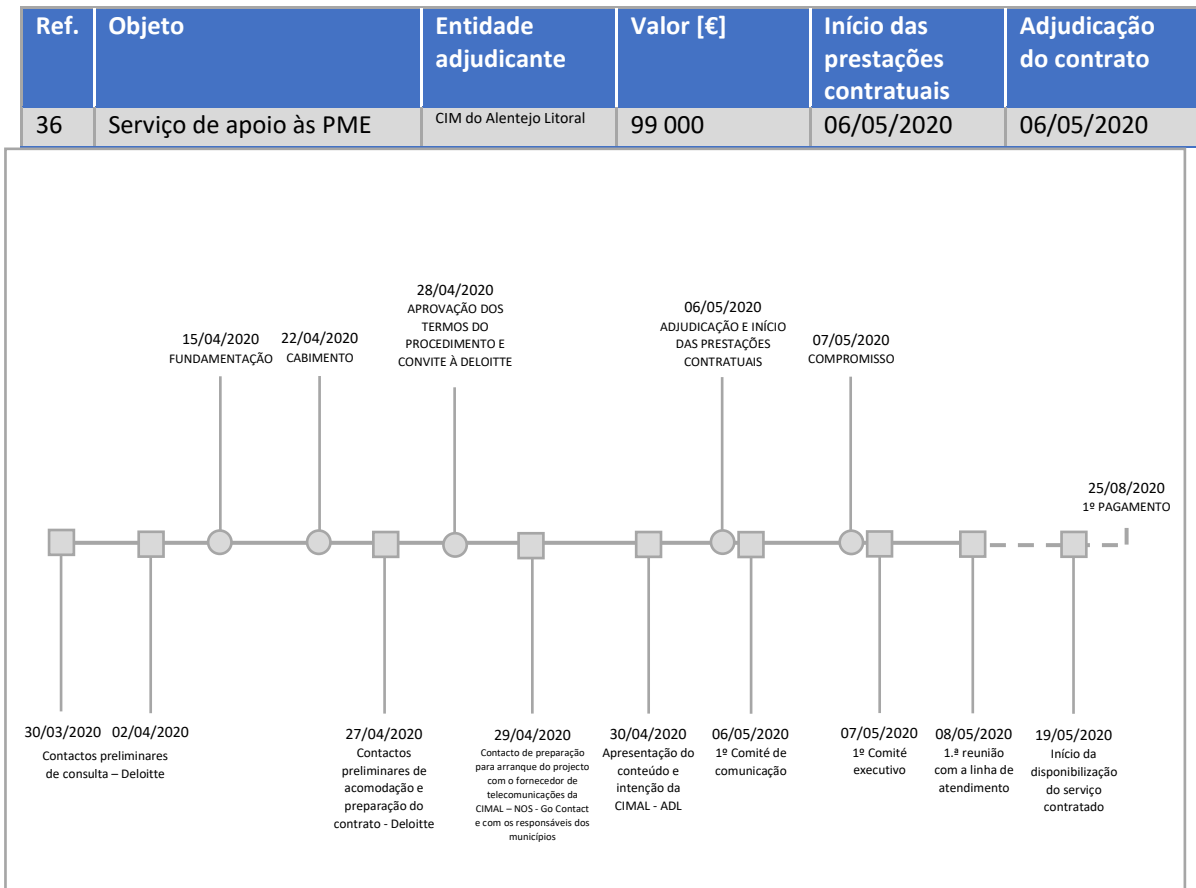 Ref. Objeto Entidade adjudicante Valor [€] Início das prestações contratuais Adjudicação do contrato
36 Serviço de apoio às PME CIM do Alentejo Litoral 99 000 06/05/2020 06/05/2020
15/04/2020
FUNDAMENTAÇÃO
22/04/2020
CABIMENTO
28/04/2020
APROVAÇÃO DOS
TERMOS DO
PROCEDIMENTO E
CONVITE À DELOITTE
06/05/2020
ADJUDICAÇÃO E INÍCIO
DAS PRESTAÇÕES
CONTRATUAIS
07/05/2020
COMPROMISSO
25/08/2020
1º PAGAMENTO
30/03/2020 02/04/2020
Contactos preliminares
de consulta – Deloitte
27/04/2020
Contactos
preliminares de
acomodação e
preparação do
contrato - Deloitte
29/04/2020
Contacto de preparação
para arranque do projecto
com o fornecedor de
telecomunicações da
CIMAL – NOS - Go Contact
e com os responsáveis dos
municípios
30/04/2020
Apresentação do
conteúdo e
intenção da
CIMAL - ADL
06/05/2020
1º Comité de
comunicação
07/05/2020
1º Comité
executivo
08/05/2020
1.ª reunião
com a linha de
atendimento
19/05/2020
Início da
disponibilização
do serviço
contratado